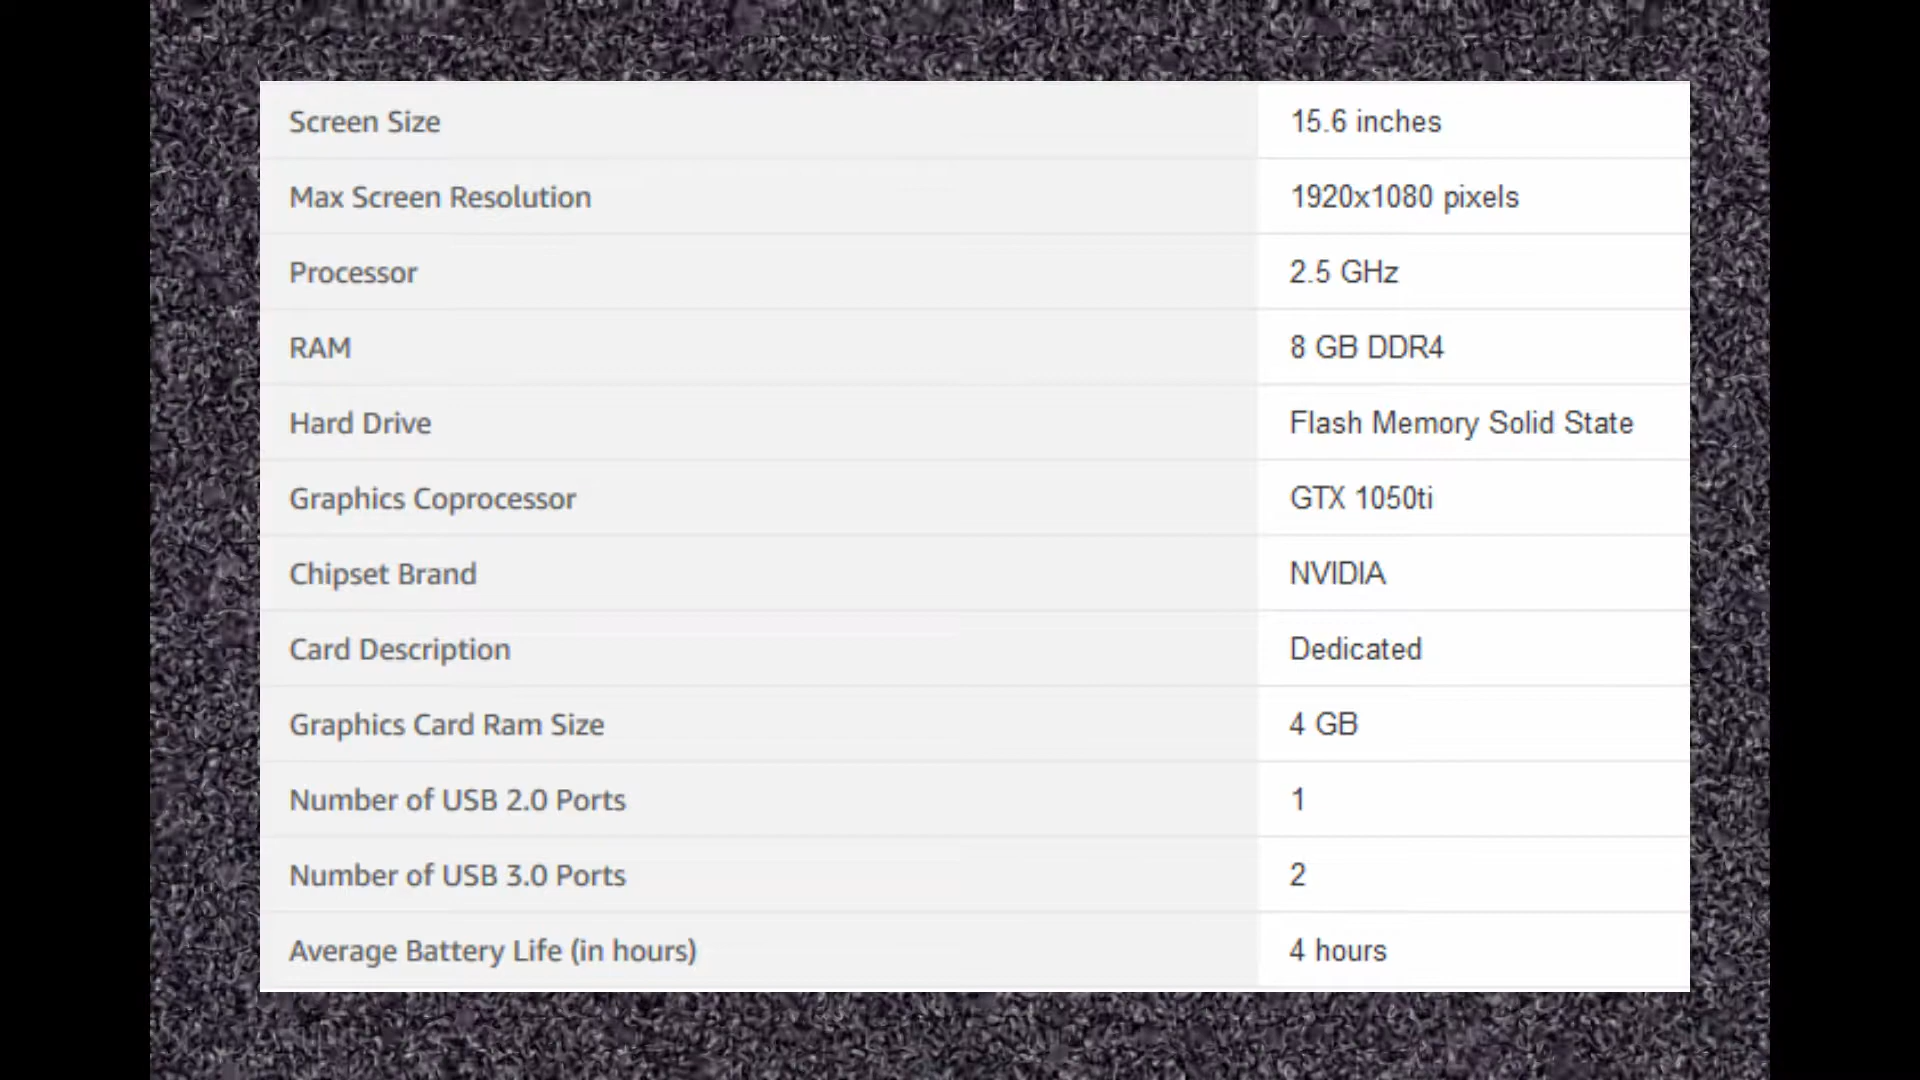 Screen Size 15.6 inches
Max Screen Resolution 1920x1080 pixels
Processor 2.5 GHz
RAM 8 GB DDR4
Hard Drive Flash Memory Solid State
Graphics Coprocessor GTX 1050ti
Chipset Brand NVIDIA
Card Description Dedicated
Graphics Card Ram Size 4 GB
Number of USB 2.0 Ports 1
Number of USB 3.0 Ports 2
Average Battery Life (in hours) 4 hours